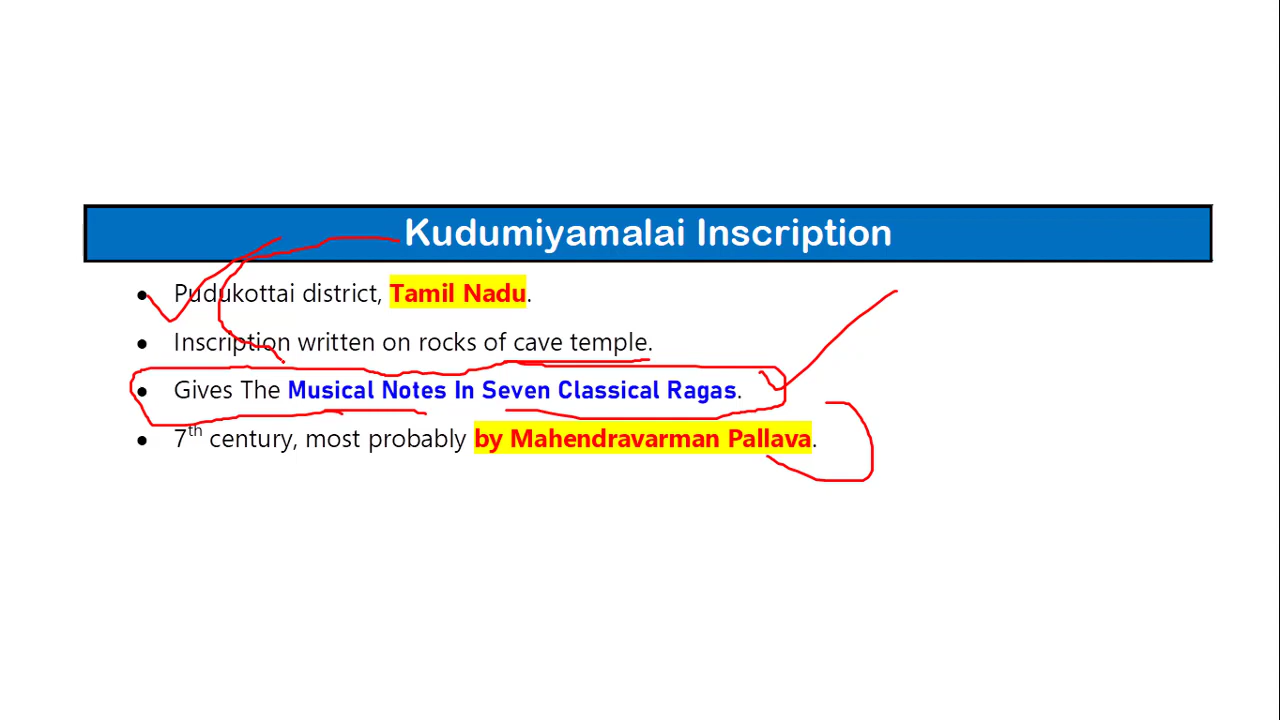 Kudumiyamalai Inscription
• Pudukottai district, Tamil Nadu.
• Inscription written on rocks of cave temple.
• Gives The Musical Notes In Seven Classical Ragas.
• 7th century, most probably by Mahendravarman Pallava.